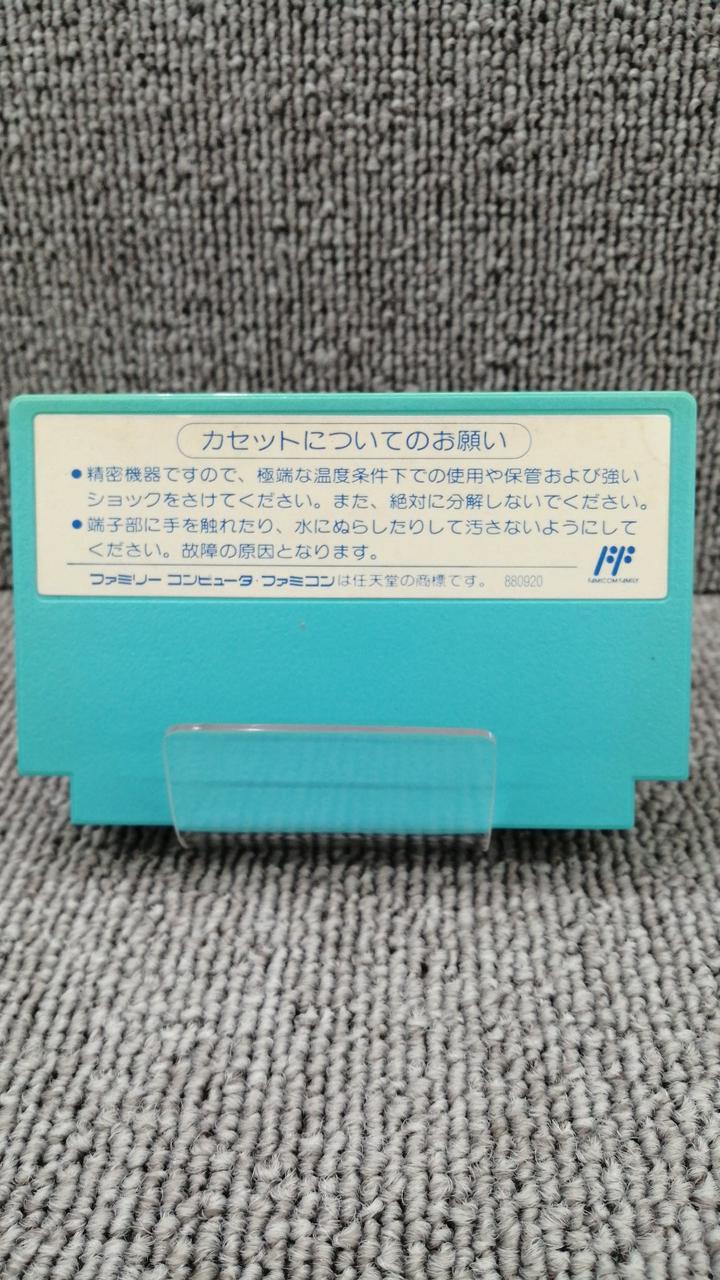 カセットについてのお願い
●精密機器ですので、極端な温度条件下での使用や保管および強い
ショックをさけてください。また、絶対に分解しないでください。
●端子部に手を触れたり、水にぬらしたりして汚さないようにして
ください。故障の原因となります。
ファミリー コンピュータ・ファミコンは任天堂の商標です。 880920
FF
FAMICOM FAMILY